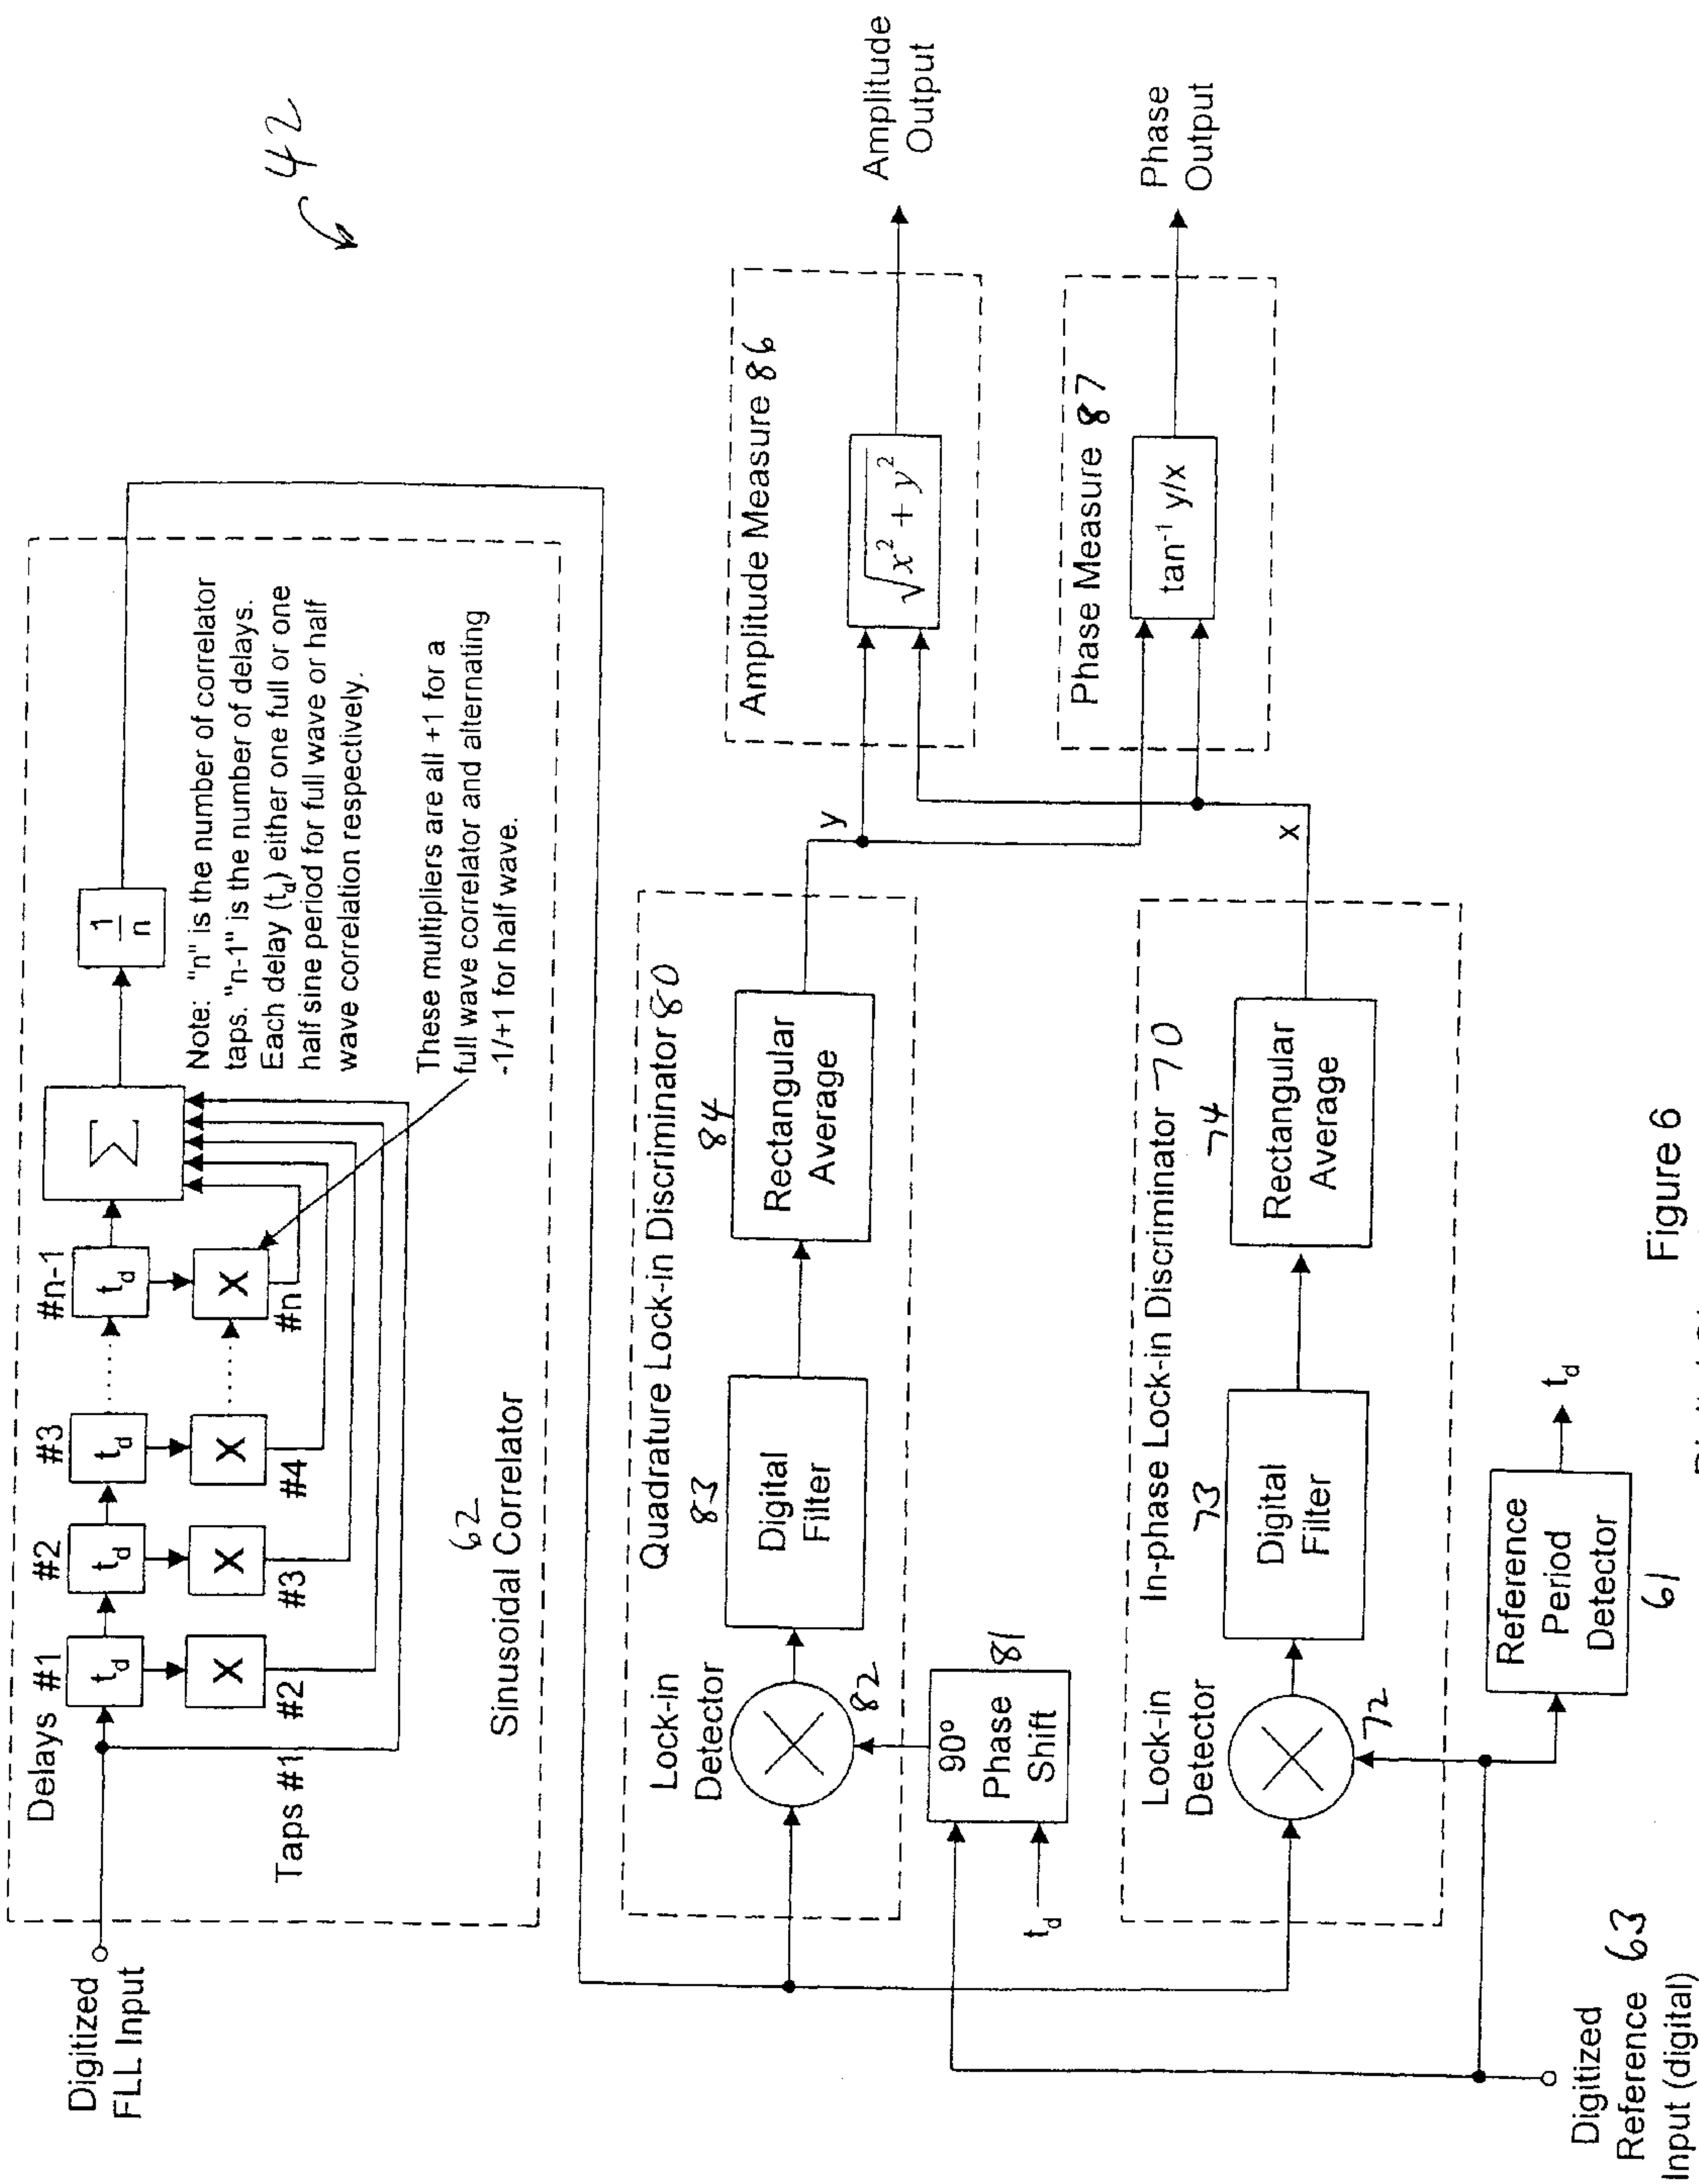 42
Digitized
FLL Input
Delays #1
#2
#3
#n-1
t_d
t_d
t_d
t_d
Σ
1/n
X
X
X
X
Taps #1
#2
#3
#4
#n
62
Sinusoidal Correlator
Note: "n" is the number of correlator
taps. "n-1" is the number of delays.
Each delay (t_d) either one full or one
half sine period for full wave or half
wave correlation respectively.
These multipliers are all +1 for a
full wave correlator and alternating
-1/+1 for half wave.
Quadrature Lock-in Discriminator 80
Lock-in
Detector
82
83
Digital
Filter
84
Rectangular
Average
y
90°
Phase
Shift
81
t_d
Amplitude Measure 86
√x² + y²
Amplitude
Output
In-phase Lock-in Discriminator 70
Lock-in
Detector
72
73
Digital
Filter
74
Rectangular
Average
x
Phase Measure 87
tan⁻¹ y/x
Phase
Output
Digitized
Reference 63
Input (digital)
Reference
Period
Detector
61
t_d
Figure 6